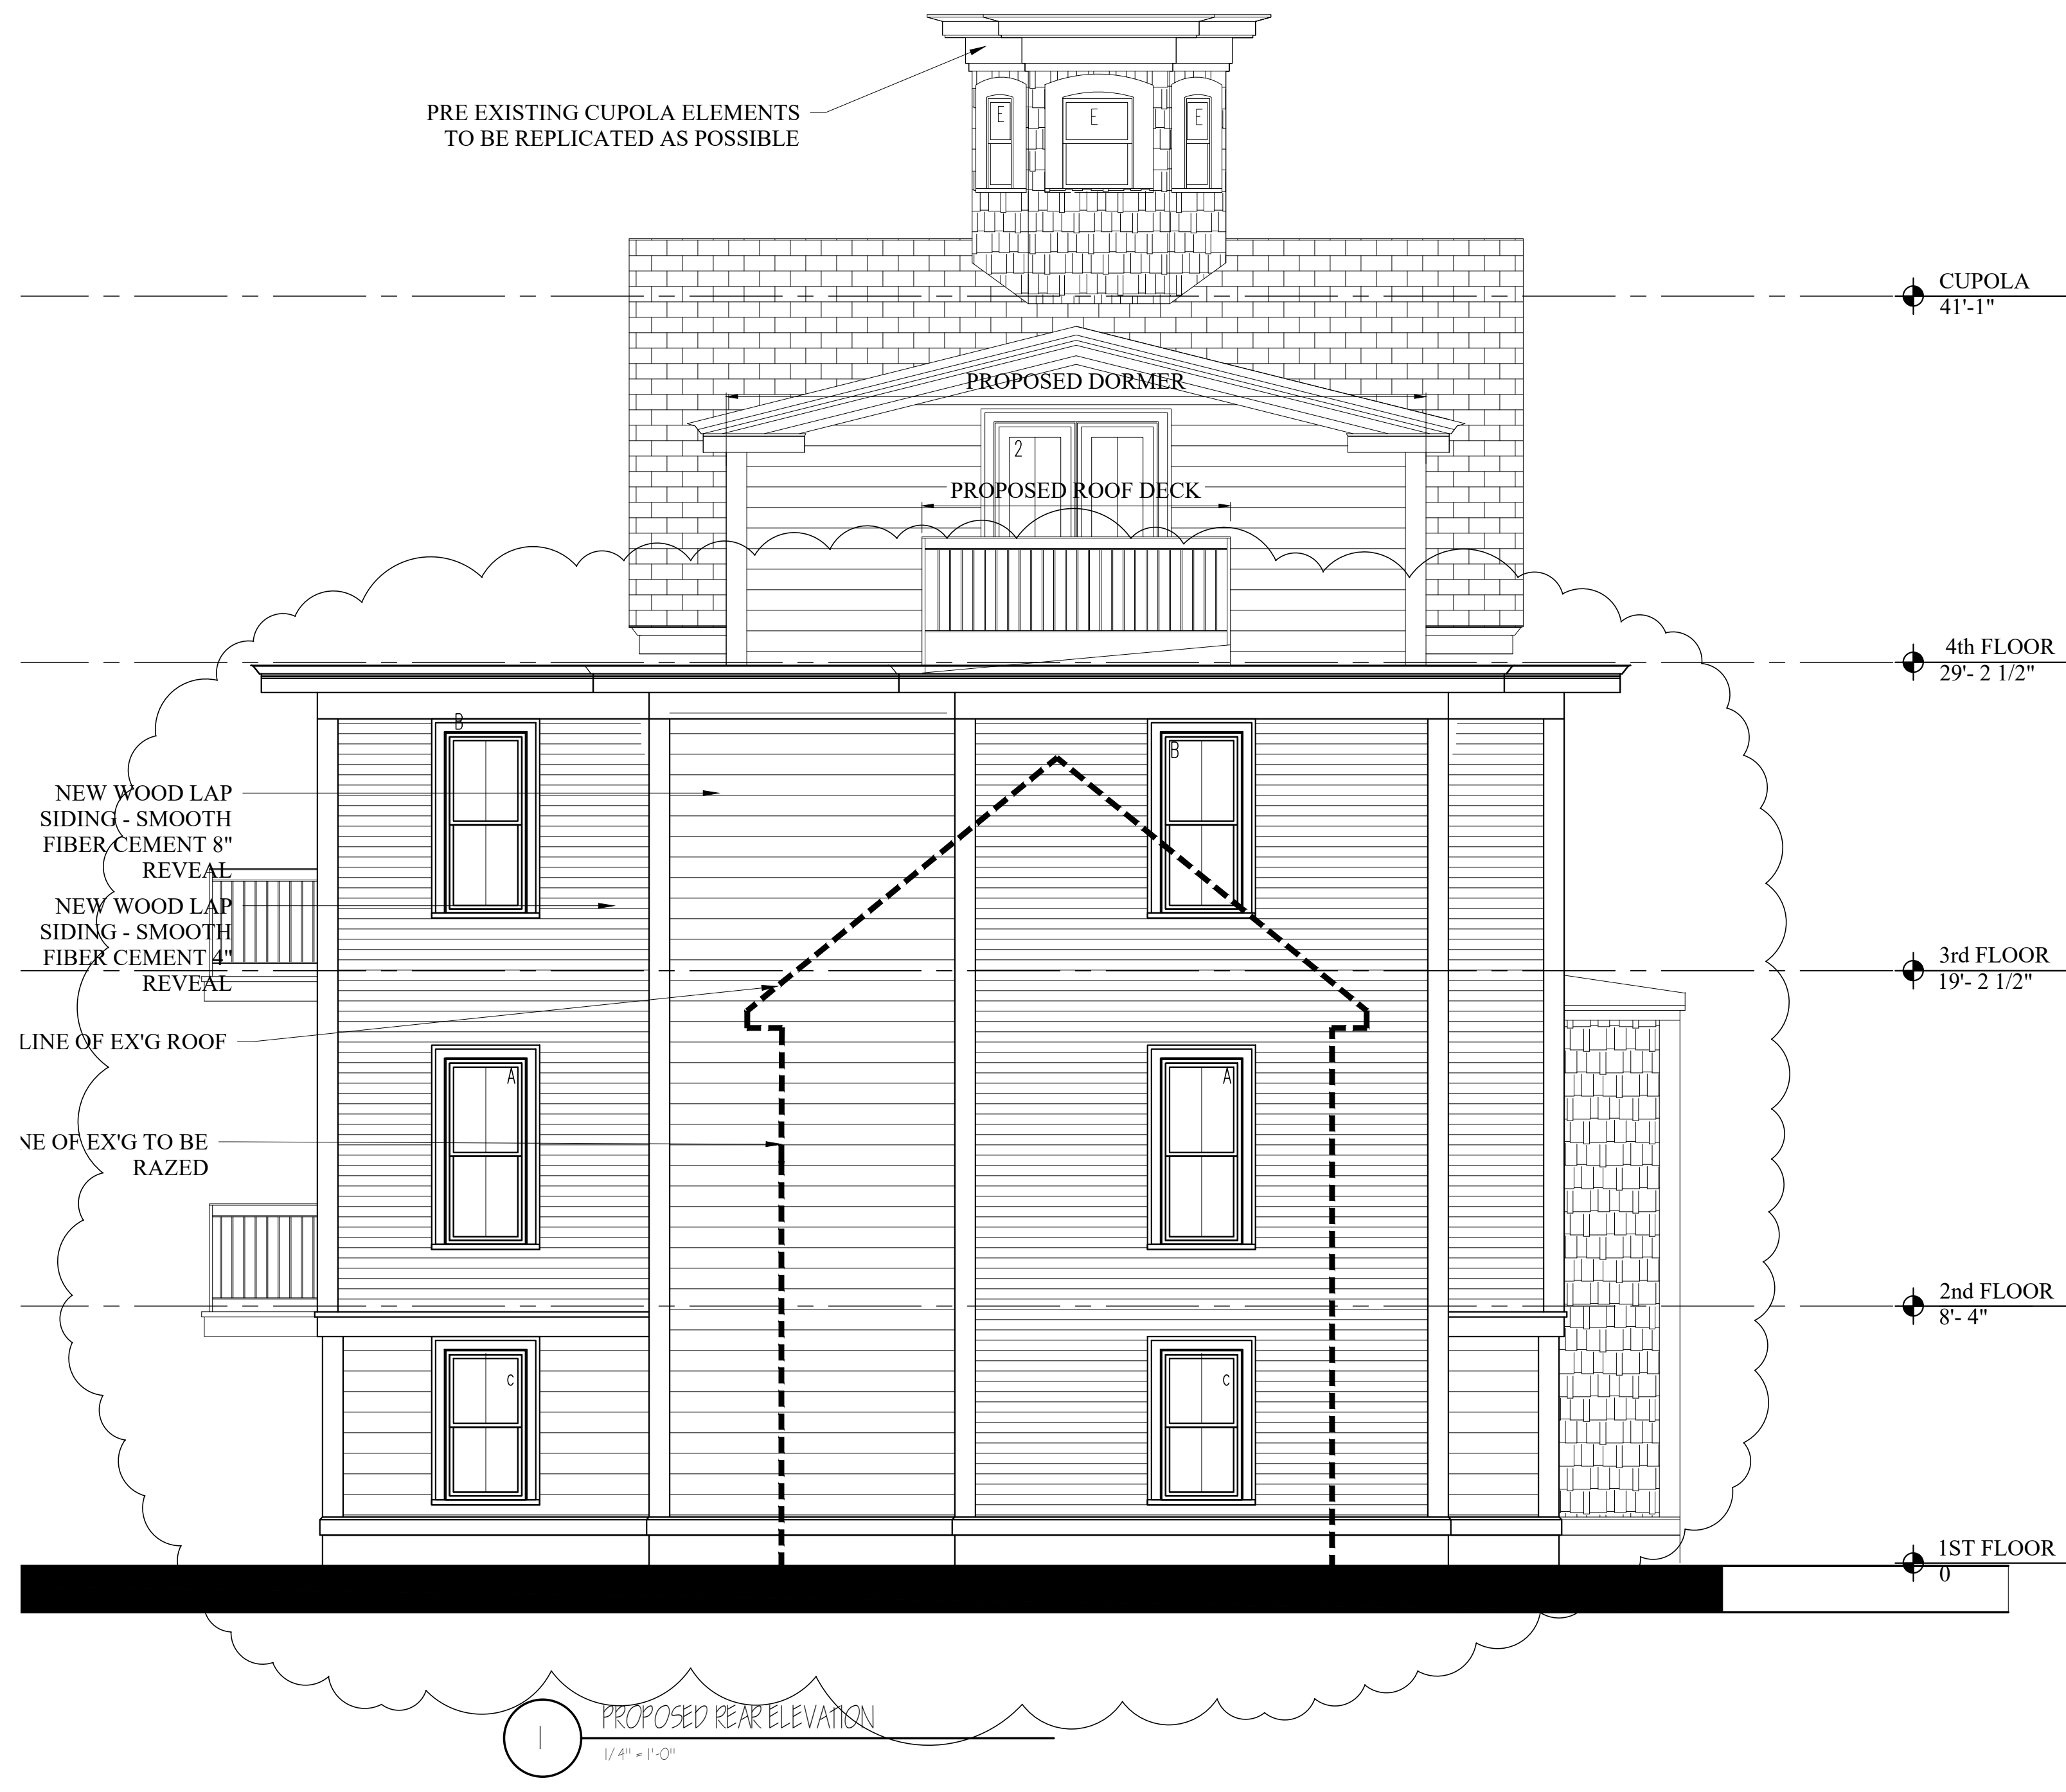 PRE EXISTING CUPOLA ELEMENTS
TO BE REPLICATED AS POSSIBLE
E
E
E
CUPOLA
41'-1"
PROPOSED DORMER
2
PROPOSED ROOF DECK
4th FLOOR
29'- 2 1/2"
B
B
NEW WOOD LAP
SIDING - SMOOTH
FIBER CEMENT 8"
REVEAL
NEW WOOD LAP
SIDING - SMOOTH
FIBER CEMENT 4"
REVEAL
3rd FLOOR
19'- 2 1/2"
LINE OF EX'G ROOF
A
A
NE OF EX'G TO BE
RAZED
2nd FLOOR
8'- 4"
C
C
1ST FLOOR
0
1
PROPOSED REAR ELEVATION
1/4" = 1'-0"